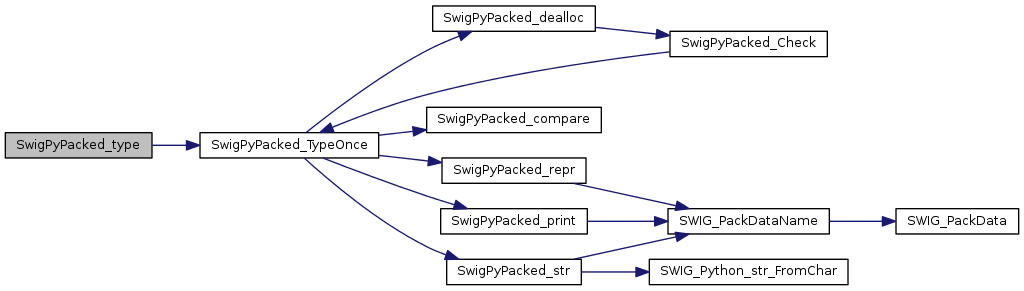 SwigPyPacked_type
SwigPyPacked_TypeOnce
SwigPyPacked_dealloc
SwigPyPacked_Check
SwigPyPacked_compare
SwigPyPacked_repr
SwigPyPacked_print
SwigPyPacked_str
SWIG_PackDataName
SWIG_PackData
SWIG_Python_str_FromChar